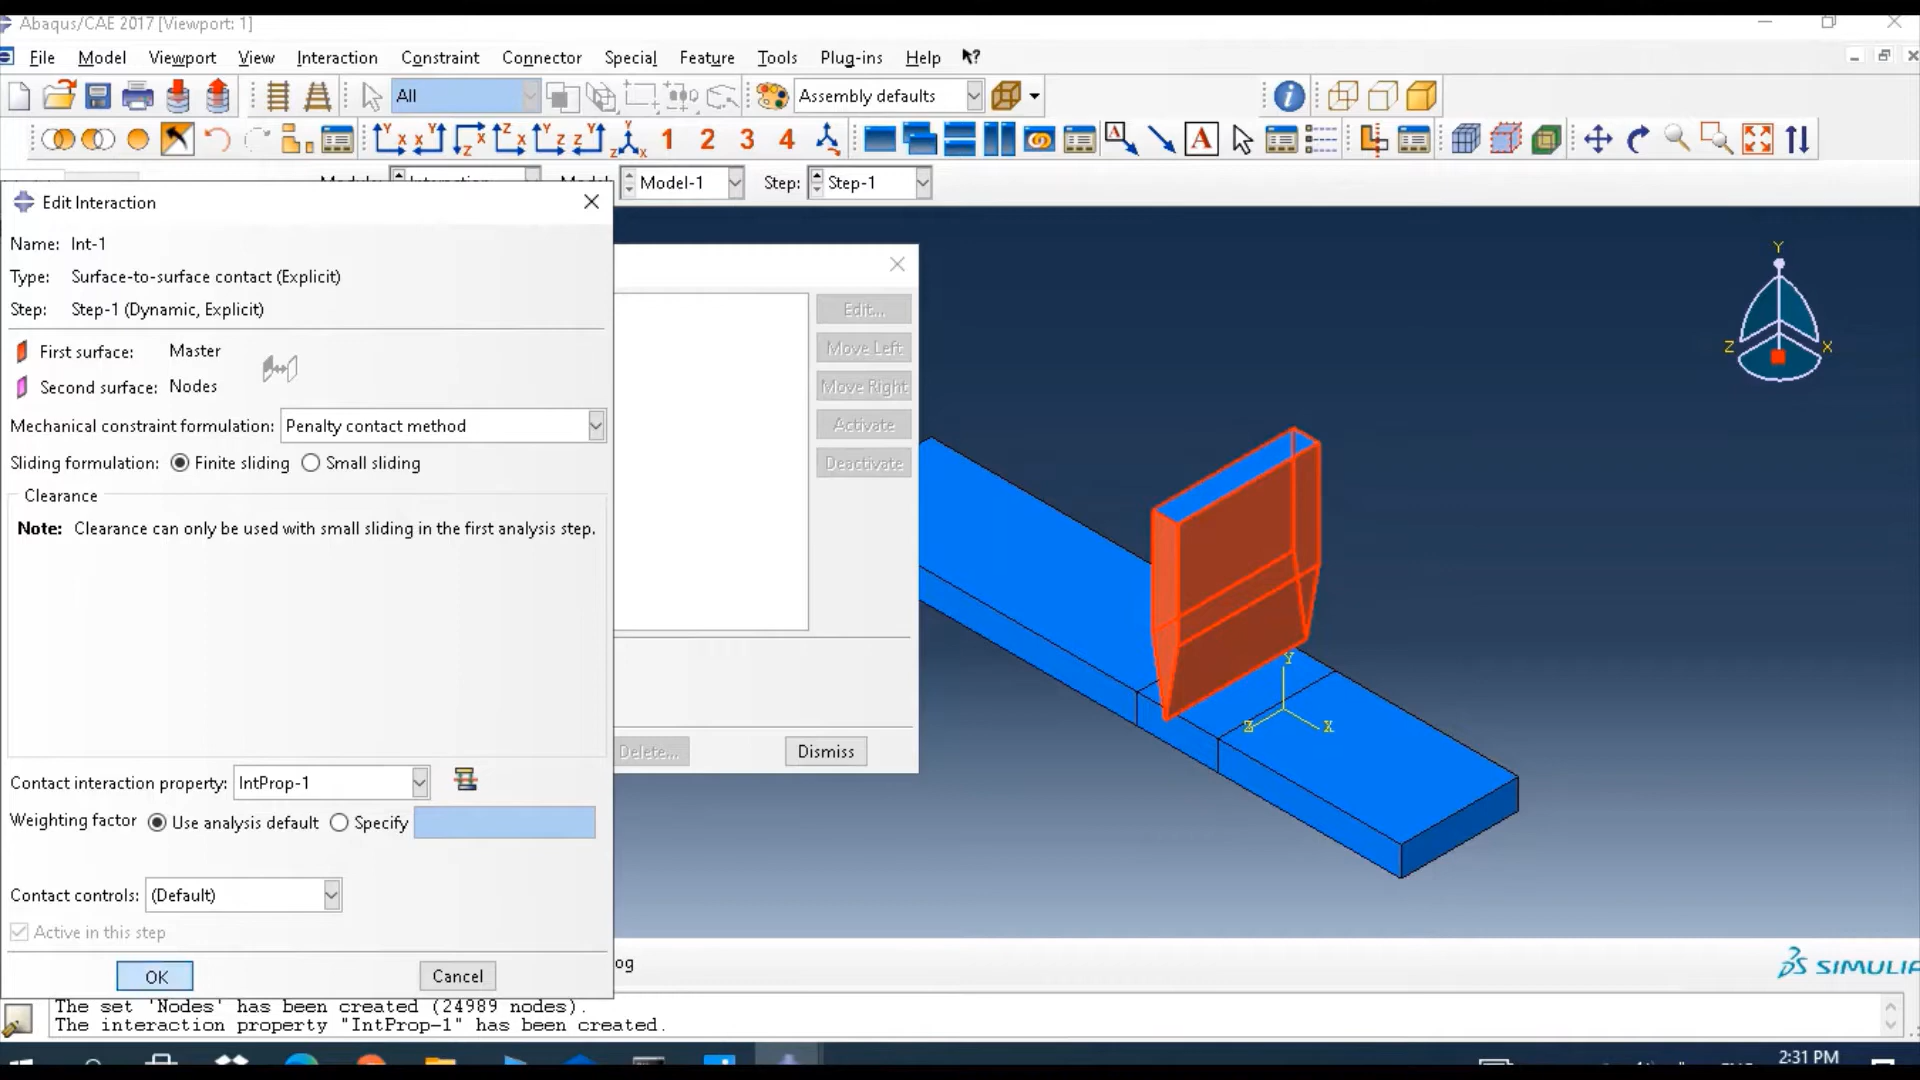 Abaqus/CAE 2017 [Viewport: 1]
File Model Viewport View Interaction Constraint Connector Special Feature Tools Plug-ins Help
All
Assembly defaults
1 2 3 4
Model-1 Step: Step-1
Edit Interaction
Name: Int-1
Type: Surface-to-surface contact (Explicit)
Step: Step-1 (Dynamic, Explicit)
First surface: Master
Second surface: Nodes
Mechanical constraint formulation: Penalty contact method
Sliding formulation: Finite sliding Small sliding
Clearance
Note: Clearance can only be used with small sliding in the first analysis step.
Contact interaction property: IntProp-1
Weighting factor Use analysis default Specify
Contact controls: (Default)
Active in this step
OK Cancel
Edit...
Move Left
Move Right
Activate
Deactivate
Delete... Dismiss
Y
Z X
Y
Z X
og
SIMULIA
The set 'Nodes' has been created (24989 nodes).
The interaction property "IntProp-1" has been created.
2:31 PM